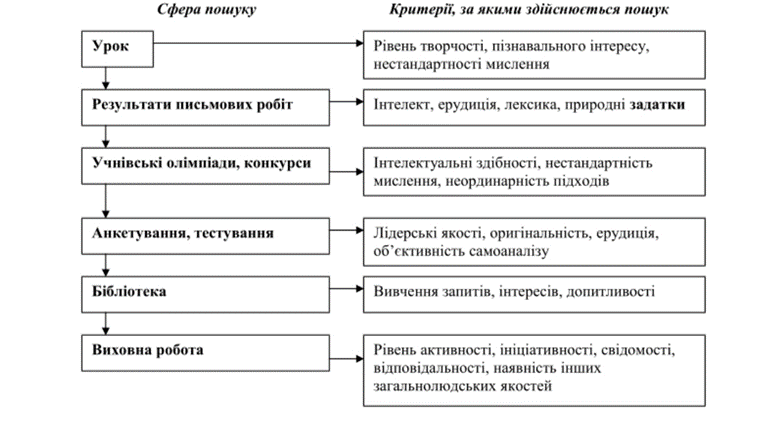 Сфера пошуку
Критерії, за якими здійснюється пошук
Урок
Рівень творчості, пізнавального інтересу,
нестандартності мислення
Результати письмових робіт
Інтелект, ерудиція, лексика, природні задатки
Учнівські олімпіади, конкурси
Інтелектуальні здібності, нестандартність
мислення, неординарність підходів
Анкетування, тестування
Лідерські якості, оригінальність, ерудиція,
об’єктивність самоаналізу
Бібліотека
Вивчення запитів, інтересів, допитливості
Виховна робота
Рівень активності, ініціативності, свідомості,
відповідальності, наявність інших
загальнолюдських якостей